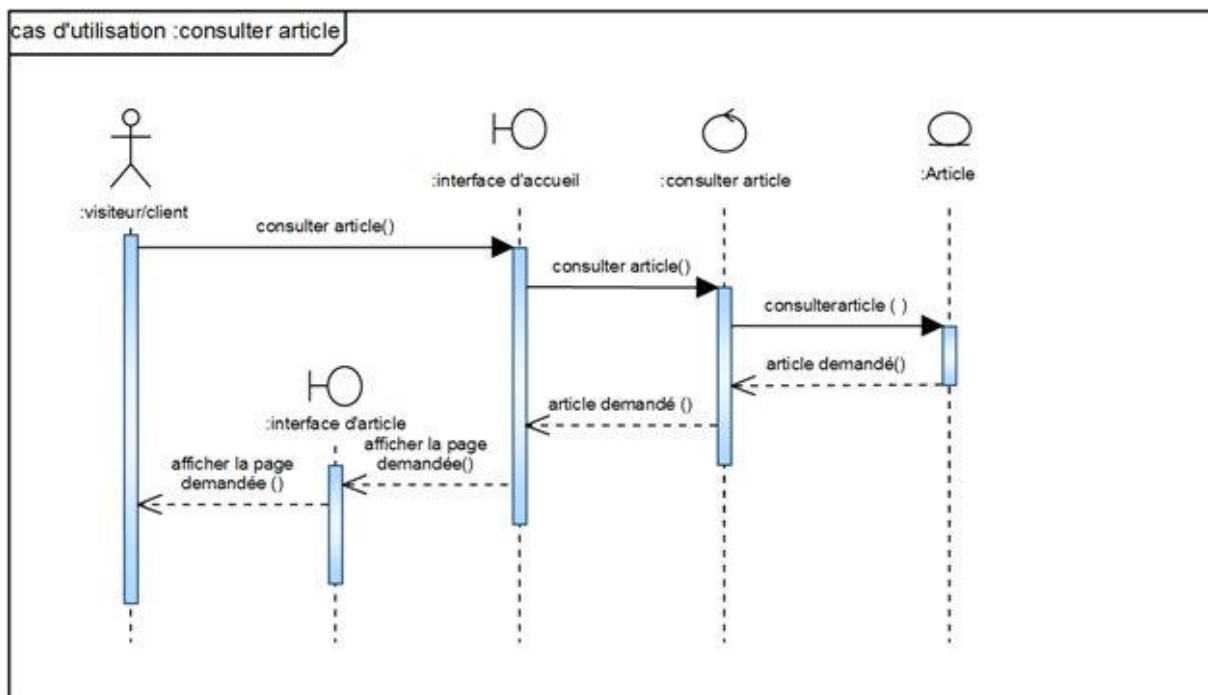 cas d'utilisation :consulter article
:visiteur/client
:interface d'accueil
:consulter article
:Article
consulter article()
consulter article()
consulterarticle ( )
article demandé()
article demandé ()
:interface d'article
afficher la page
demandée()
afficher la page
demandée ()